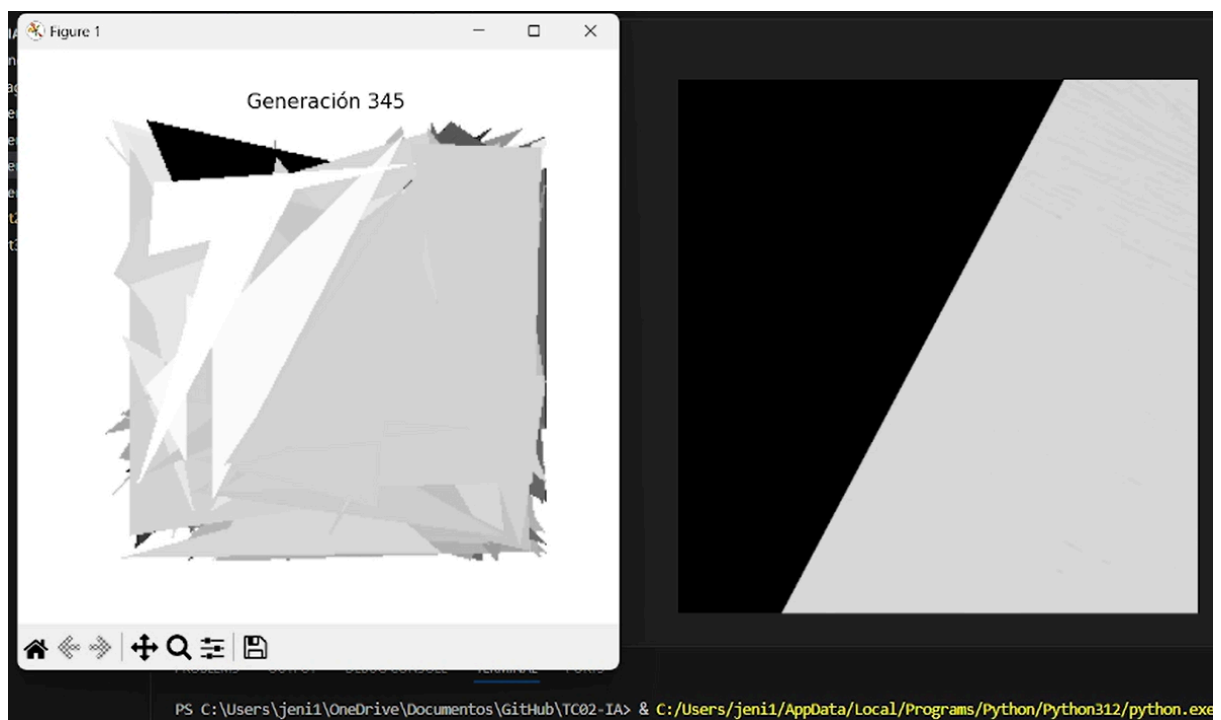 Figure 1
Generación 345
TERMINAL
PS C:\Users\jeni1\OneDrive\Documentos\GitHub\TC02-IA> & C:/Users/jeni1/AppData/Local/Programs/Python/Python312/python.exe